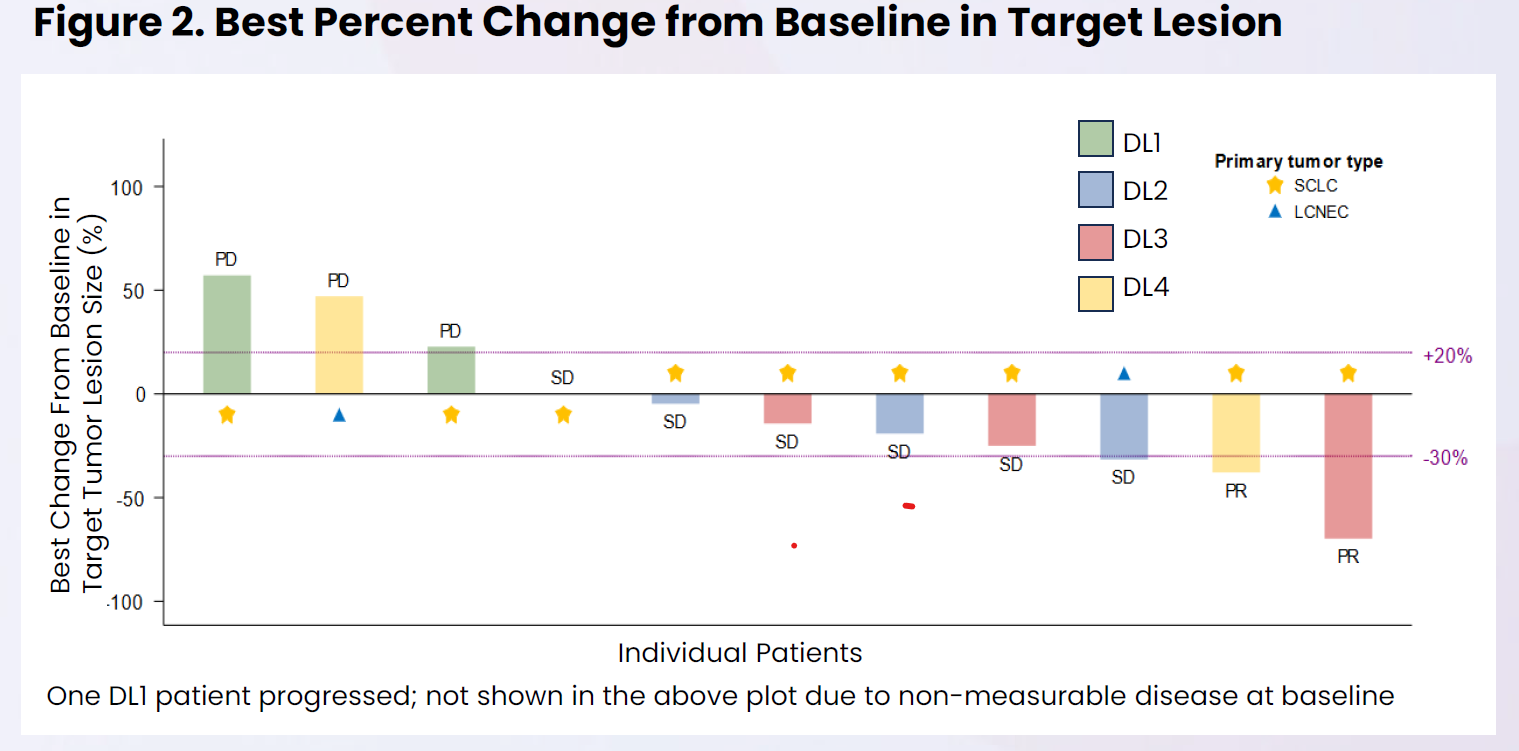 Figure 2. Best Percent Change from Baseline in Target Lesion
DL1
DL2
DL3
DL4
Primary tumor type
SCLC
LCNEC
Best Change From Baseline in
Target Tumor Lesion Size (%)
100
50
0
-50
-100
+20%
-30%
PD
PD
PD
SD
SD
SD
SD
SD
SD
PR
PR
Individual Patients
One DL1 patient progressed; not shown in the above plot due to non-measurable disease at baseline